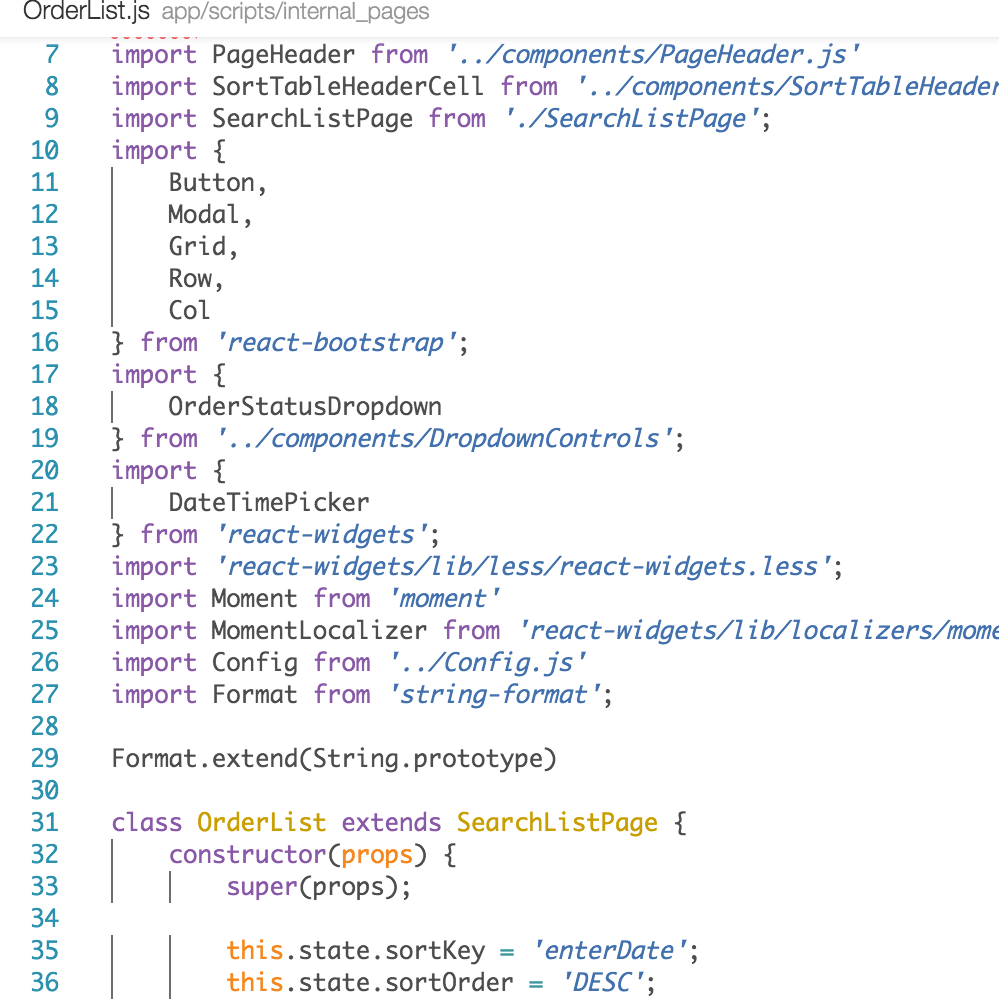 OrderList.js app/scripts/internal_pages
7 import PageHeader from '../components/PageHeader.js'
8 import SortTableHeaderCell from '../components/SortTableHeader
9 import SearchListPage from './SearchListPage';
10 import {
11     Button,
12     Modal,
13     Grid,
14     Row,
15     Col
16 } from 'react-bootstrap';
17 import {
18     OrderStatusDropdown
19 } from '../components/DropdownControls';
20 import {
21     DateTimePicker
22 } from 'react-widgets';
23 import 'react-widgets/lib/less/react-widgets.less';
24 import Moment from 'moment'
25 import MomentLocalizer from 'react-widgets/lib/localizers/mome
26 import Config from '../Config.js'
27 import Format from 'string-format';
28
29 Format.extend(String.prototype)
30
31 class OrderList extends SearchListPage {
32     constructor(props) {
33         super(props);
34
35         this.state.sortKey = 'enterDate';
36         this.state.sortOrder = 'DESC';